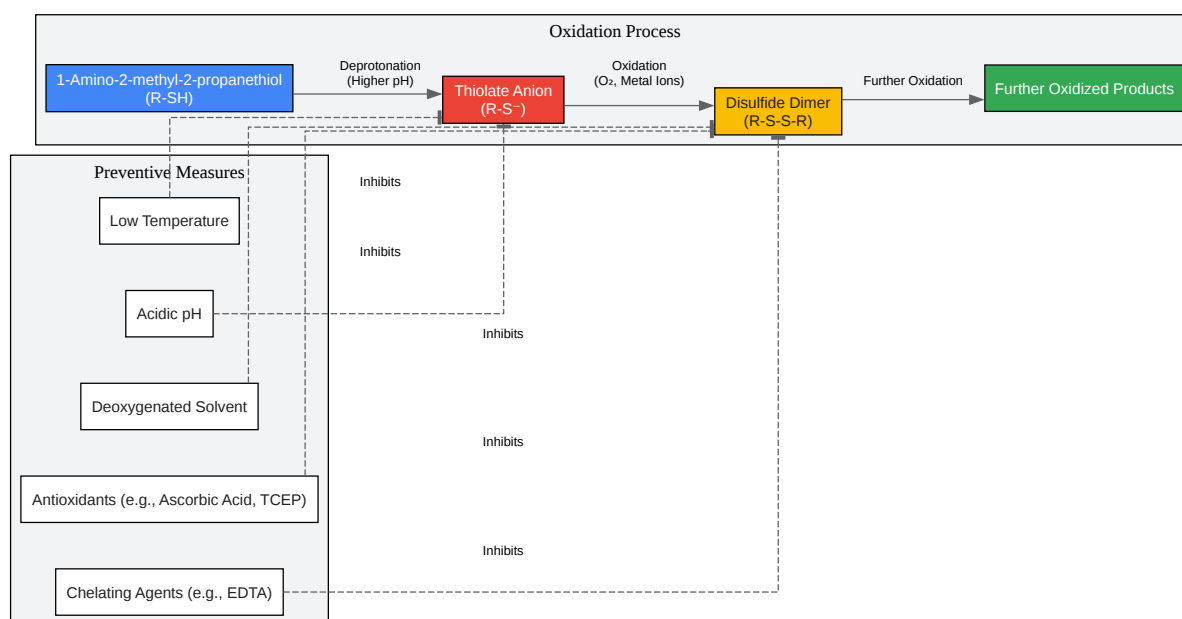 Oxidation Process
1-Amino-2-methyl-2-propanethiol
(R-SH)
Deprotonation
(Higher pH)
Thiolate Anion
(R-S⁻)
Oxidation
(O₂, Metal Ions)
Disulfide Dimer
(R-S-S-R)
Further Oxidation
Further Oxidized Products
Preventive Measures
Low Temperature
Acidic pH
Deoxygenated Solvent
Antioxidants (e.g., Ascorbic Acid, TCEP)
Chelating Agents (e.g., EDTA)
Inhibits
Inhibits
Inhibits
Inhibits
Inhibits